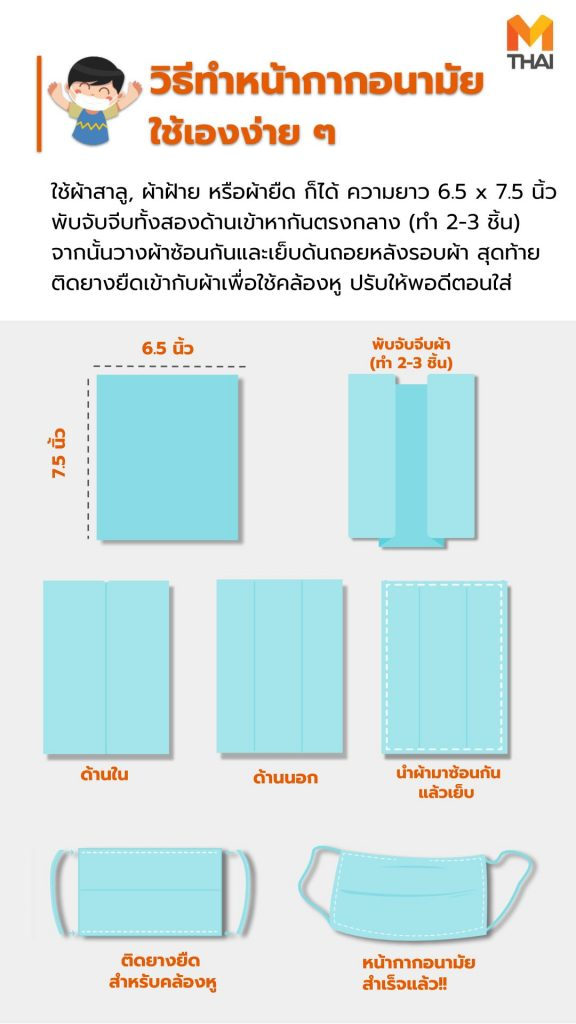 M
THAI
วิธีทำหน้ากากอนามัย
ใช้เองง่าย ๆ
ใช้ผ้าสาลู, ผ้าฝ้าย หรือผ้ายืด ก็ได้ ความยาว 6.5 x 7.5 นิ้ว
พับจับจีบทั้งสองด้านเข้าหากันตรงกลาง (ทำ 2-3 ชิ้น)
จากนั้นวางผ้าซ้อนกันและเย็บด้นถอยหลังรอบผ้า สุดท้าย
ติดยางยืดเข้ากับผ้าเพื่อใช้คล้องหู ปรับให้พอดีตอนใส่
6.5 นิ้ว
7.5 นิ้ว
พับจับจีบผ้า
(ทำ 2-3 ชิ้น)
ด้านใน
ด้านนอก
นำผ้ามาซ้อนกัน
แล้วเย็บ
ติดยางยืด
สำหรับคล้องหู
หน้ากากอนามัย
สำเร็จแล้ว!!